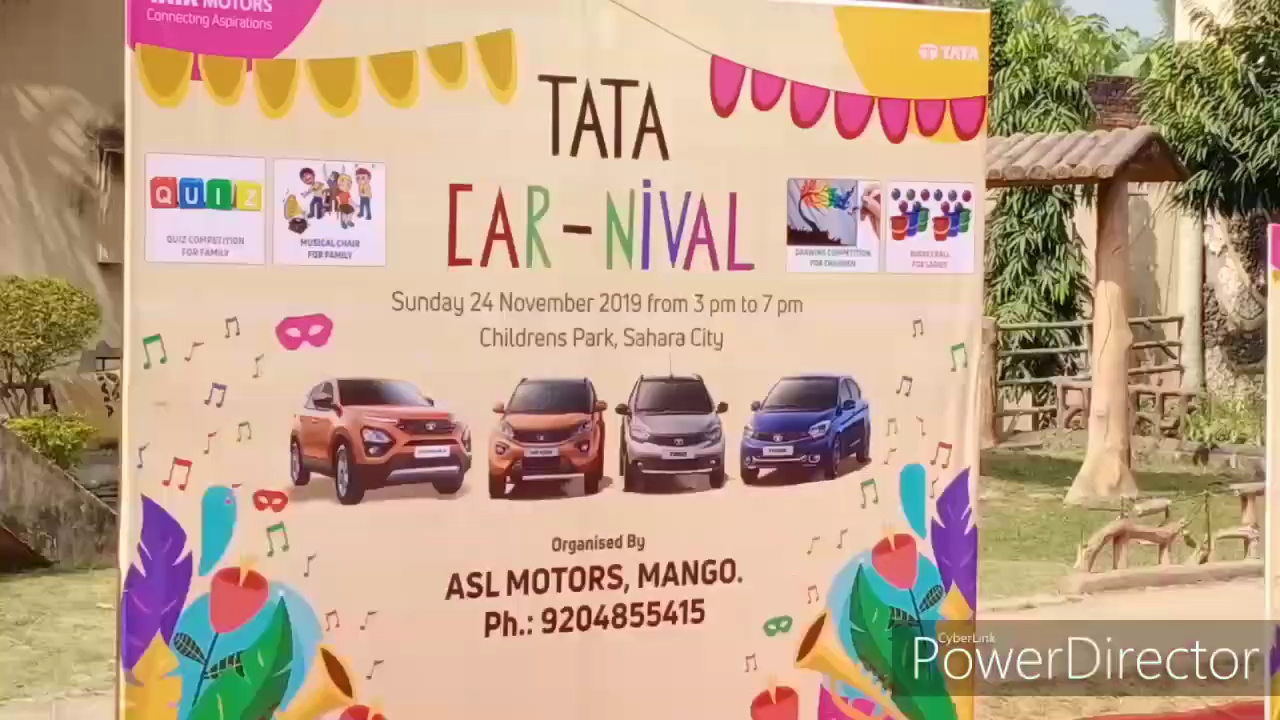 TATA MOTORS
Connecting Aspirations
TATA
TATA
CAR-NiVAL
QUIZ
QUIZ COMPETITION
FOR FAMILY
MUSICAL CHAIR
FOR FAMILY
DRAWING COMPETITION
FOR CHILDREN
FOR LADIES
Sunday 24 November 2019 from 3 pm to 7 pm
Childrens Park, Sahara City
Organised By
ASL MOTORS, MANGO.
Ph.: 9204855415
CyberLink
PowerDirector